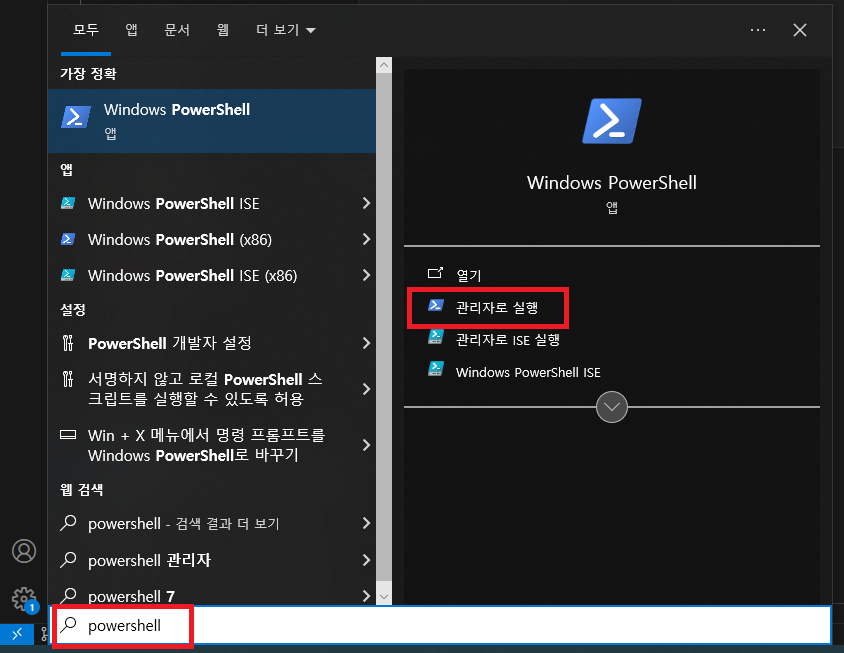 모두 앱 문서 웹 더 보기
가장 정확
Windows PowerShell
앱
앱
Windows PowerShell ISE
Windows PowerShell (x86)
Windows PowerShell ISE (x86)
설정
PowerShell 개발자 설정
서명하지 않고 로컬 PowerShell 스
크립트를 실행할 수 있도록 허용
Win + X 메뉴에서 명령 프롬프트를
Windows PowerShell로 바꾸기
웹 검색
powershell - 검색 결과 더 보기
powershell 관리자
powershell 7
powershell
Windows PowerShell
앱
열기
관리자로 실행
관리자로 ISE 실행
Windows PowerShell ISE
1